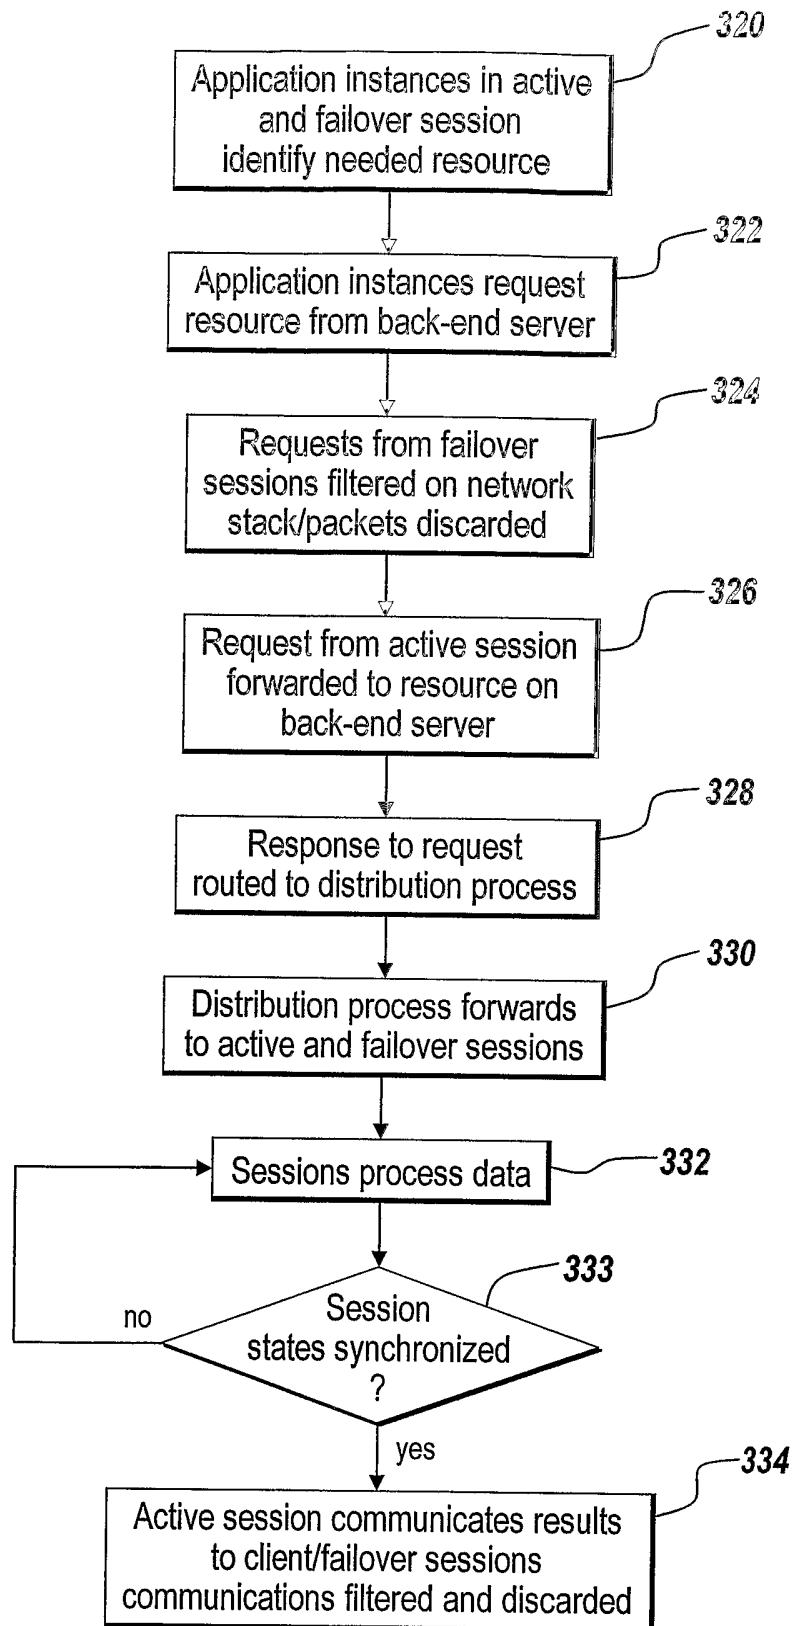 320
Application instances in active
and failover session
identify needed resource
322
Application instances request
resource from back-end server
324
Requests from failover
sessions filtered on network
stack/packets discarded
326
Request from active session
forwarded to resource on
back-end server
328
Response to request
routed to distribution process
330
Distribution process forwards
to active and failover sessions
332
Sessions process data
333
Session
states synchronized
?
no
yes
334
Active session communicates results
to client/failover sessions
communications filtered and discarded